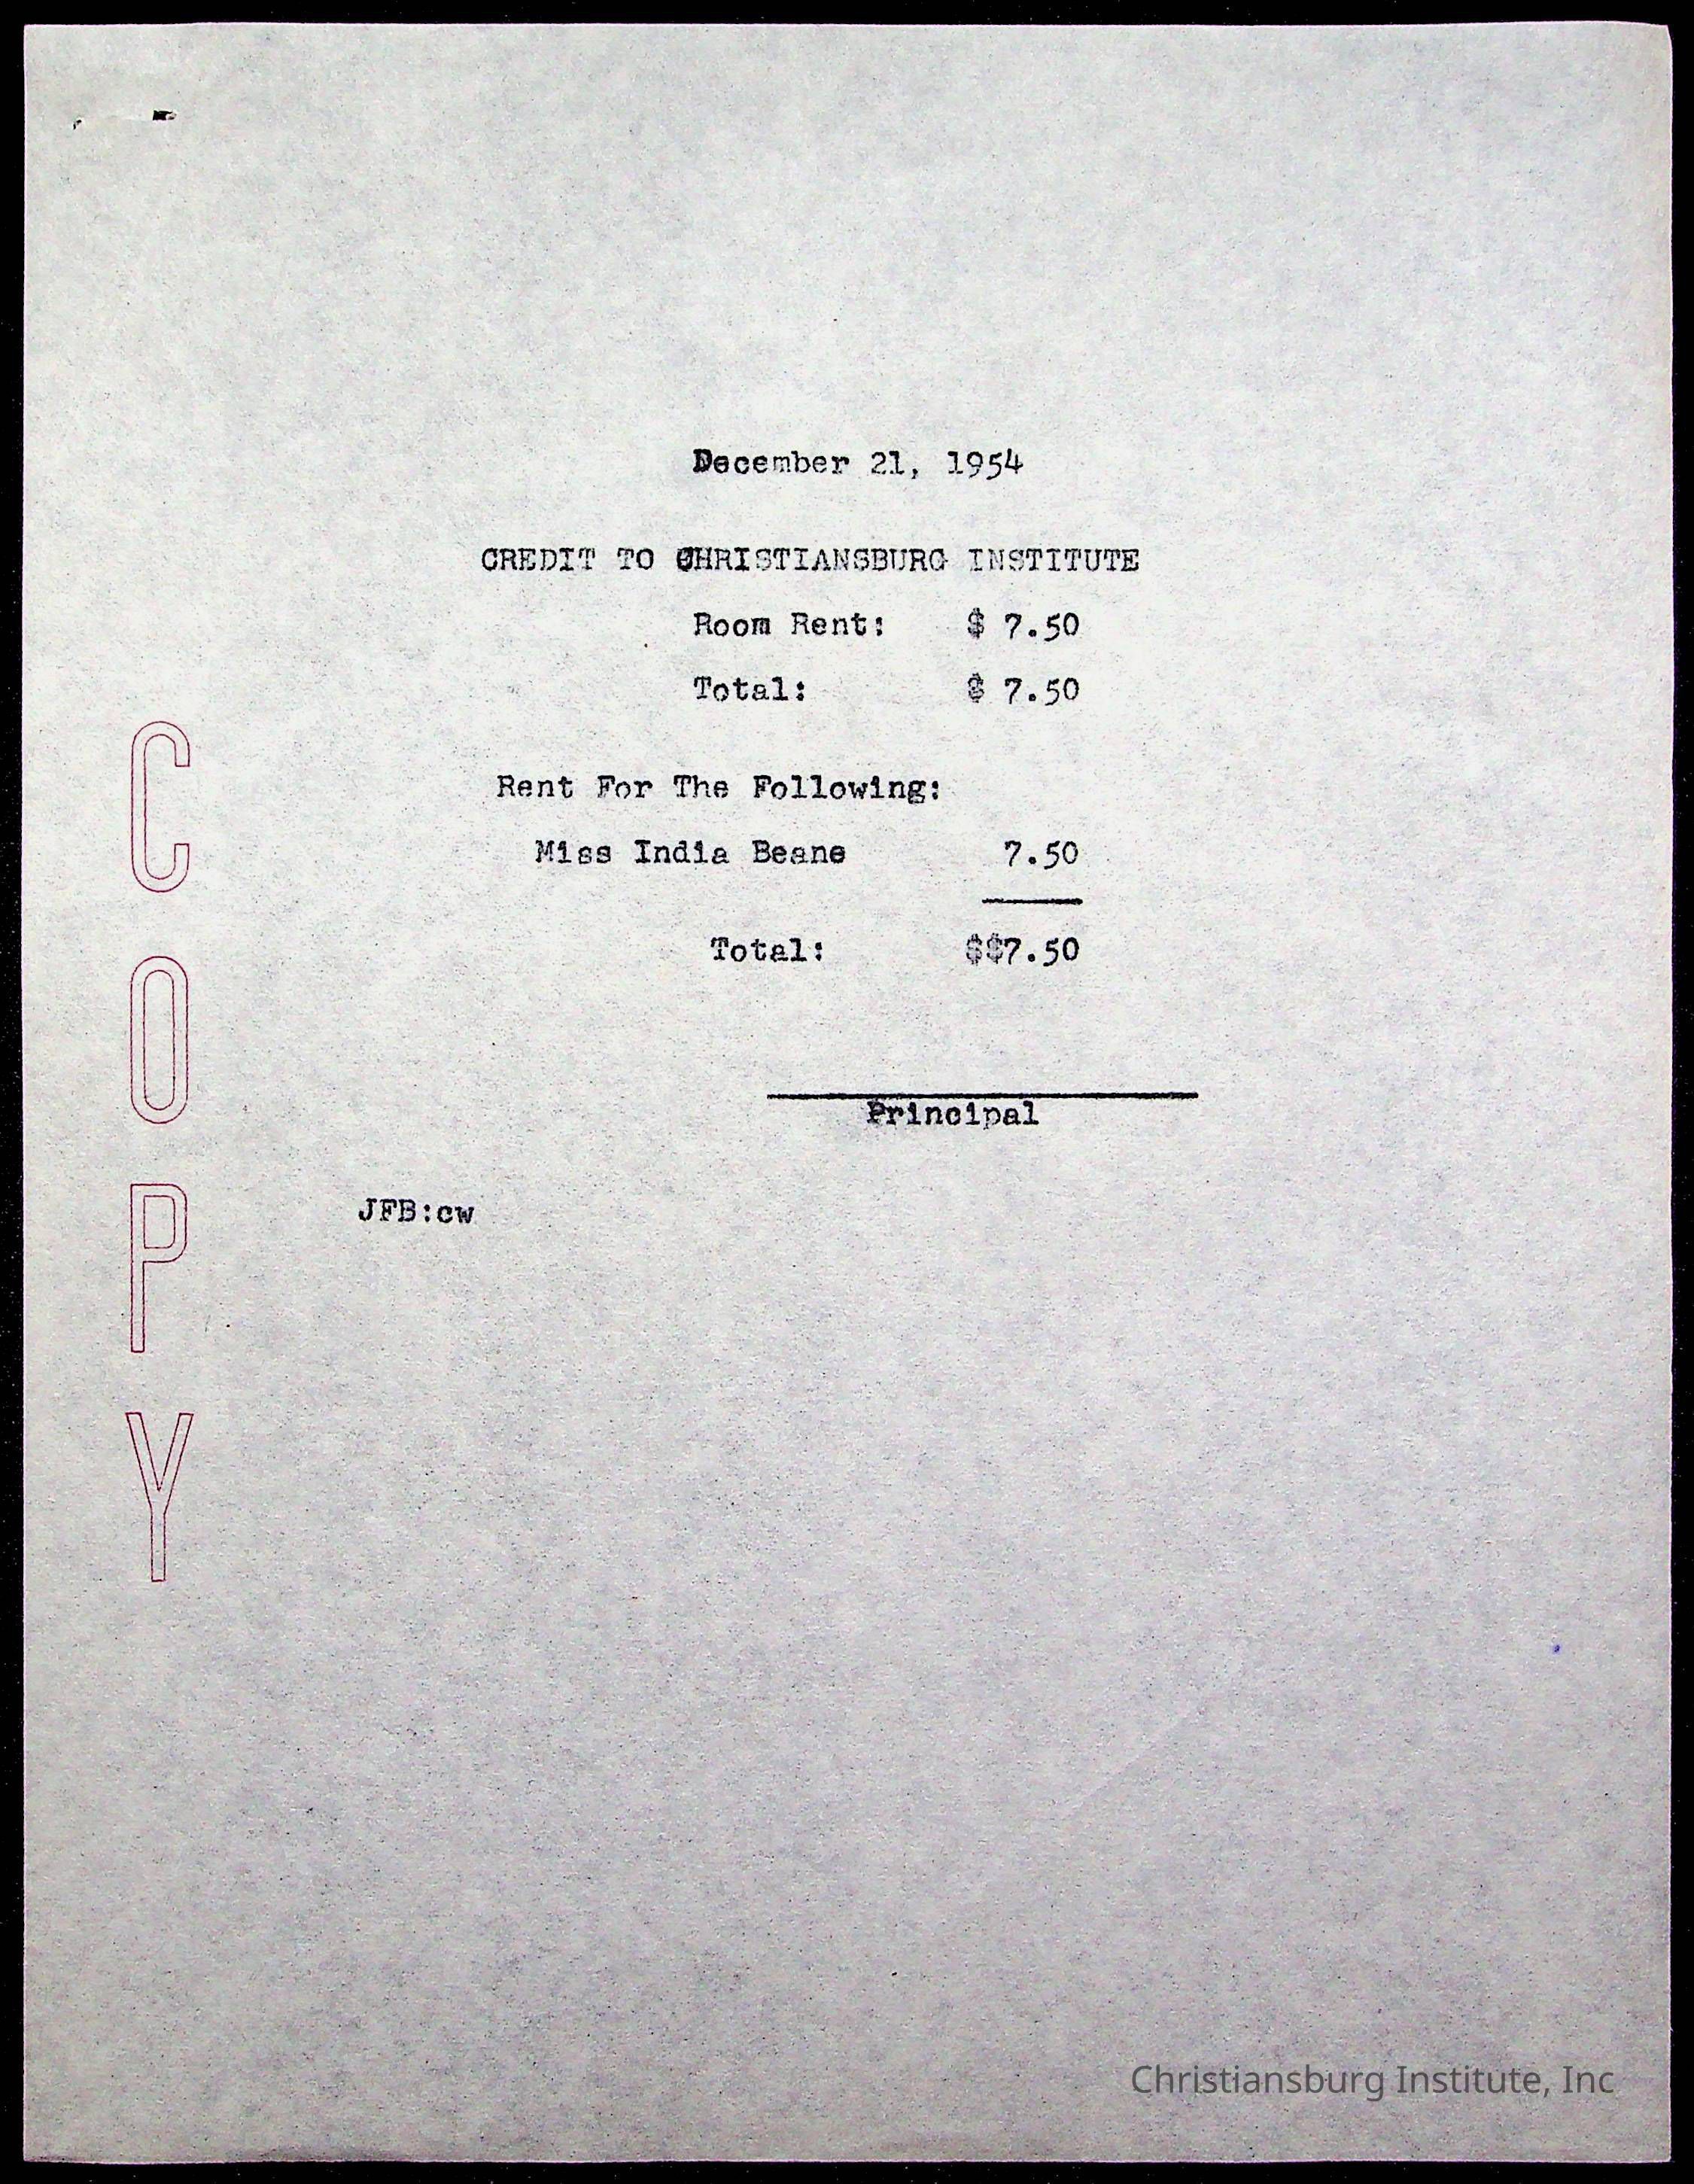 December 21, 1954
CREDIT TO CHRISTIANSBURG INSTITUTE
Room Rent: $ 7.50
Total: $ 7.50
Rent For The Following:
Miss India Beane 7.50
Total: $$7.50
Principal
JFB:cw
COPY
Christiansburg Institute, Inc